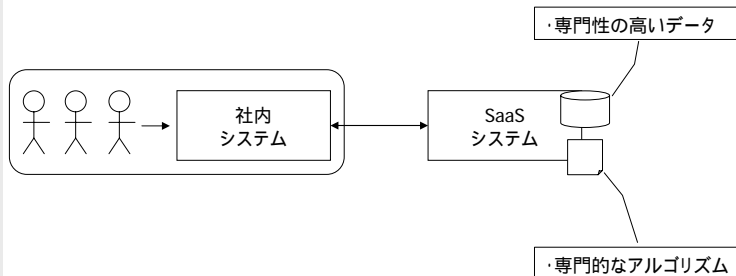 ・専門性の高いデータ
社内
システム
SaaS
システム
・専門的なアルゴリズム